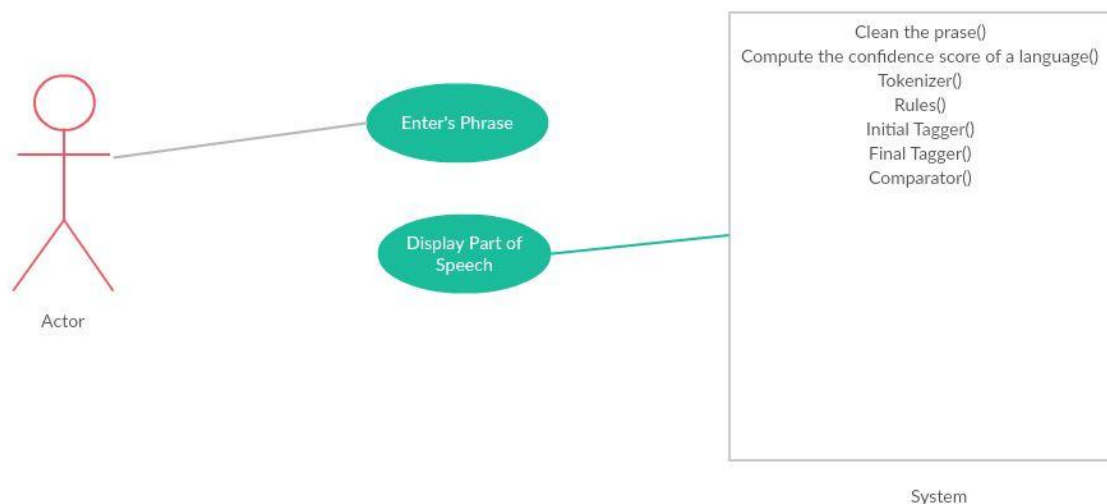 Clean the prase()
Compute the confidence score of a language()
Tokenizer()
Rules()
Initial Tagger()
Final Tagger()
Comparator()
Enter's Phrase
Display Part of
Speech
Actor
System